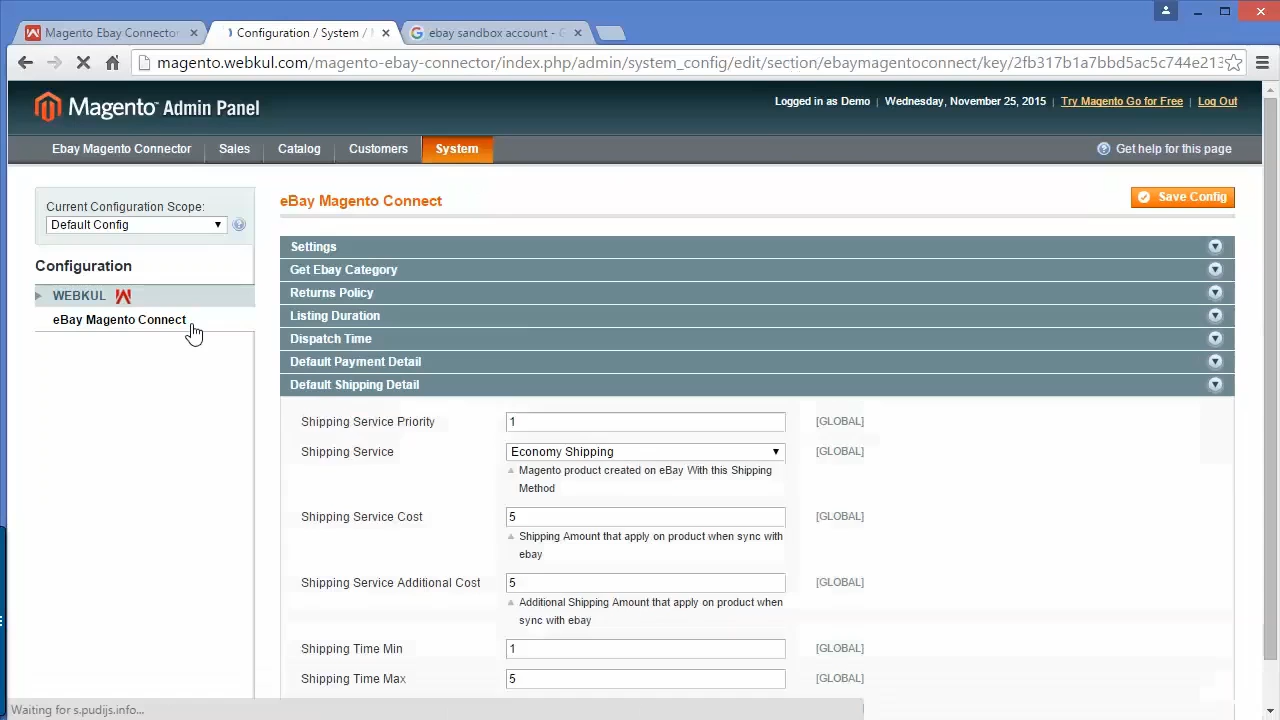 Magento Ebay Connector
Configuration / System /
ebay sandbox account -
magento.webkul.com/magento-ebay-connector/index.php/admin/system_config/edit/section/ebaymagentoconnect/key/2fb317b1a7bbd5ac5c744e213
Magento Admin Panel
Logged in as Demo | Wednesday, November 25, 2015 | Try Magento Go for Free | Log Out
Ebay Magento Connector Sales Catalog Customers System Get help for this page
Current Configuration Scope:
Default Config
Configuration
WEBKUL
eBay Magento Connect
eBay Magento Connect
Save Config
Settings
Get Ebay Category
Returns Policy
Listing Duration
Dispatch Time
Default Payment Detail
Default Shipping Detail
Shipping Service Priority 1 [GLOBAL]
Shipping Service Economy Shipping [GLOBAL]
Magento product created on eBay With this Shipping
Method
Shipping Service Cost 5 [GLOBAL]
Shipping Amount that apply on product when sync with
ebay
Shipping Service Additional Cost 5 [GLOBAL]
Additional Shipping Amount that apply on product when
sync with ebay
Shipping Time Min 1 [GLOBAL]
Shipping Time Max 5 [GLOBAL]
Waiting for s.pudijs.info...